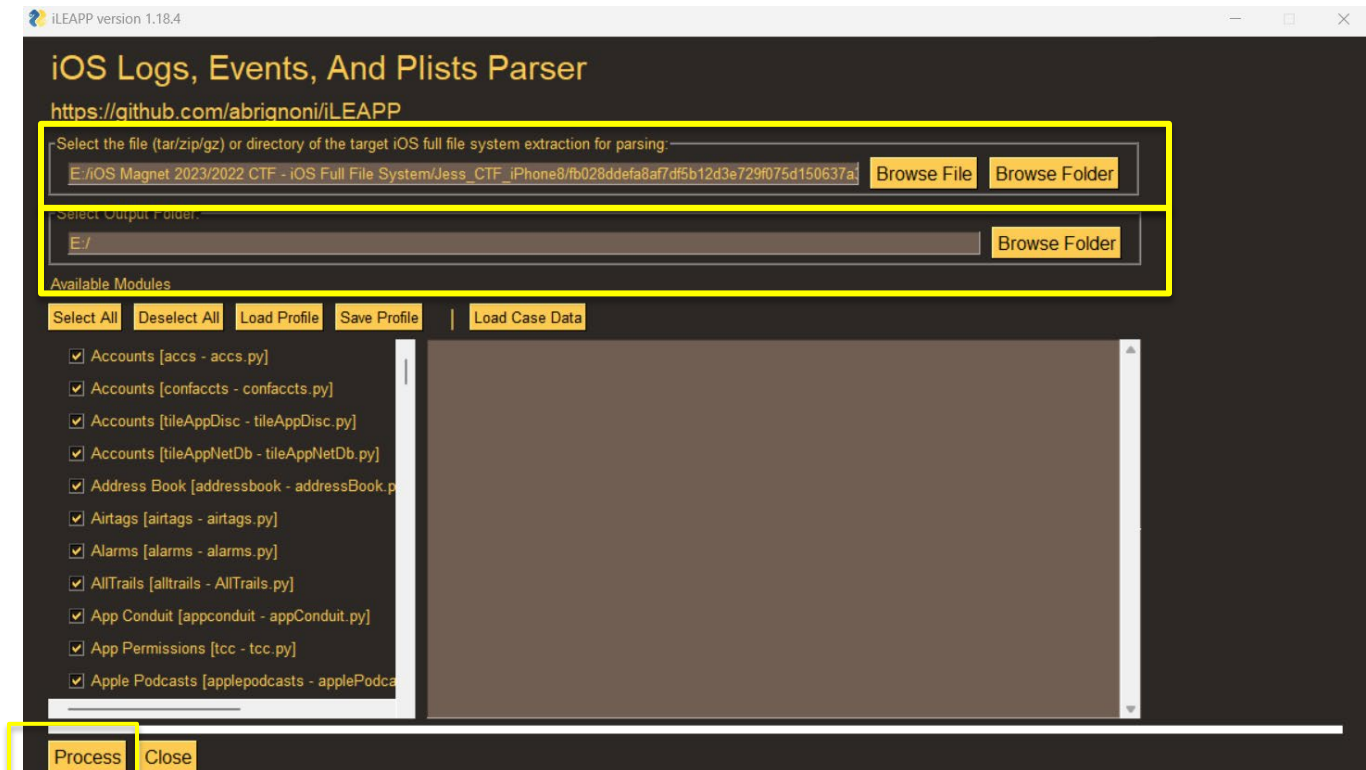 iLEAPP version 1.18.4
iOS Logs, Events, And Plists Parser
https://github.com/abrignoni/iLEAPP
Select the file (tar/zip/gz) or directory of the target iOS full file system extraction for parsing:
E:/iOS Magnet 2023/2022 CTF - iOS Full File System/Jess_CTF_iPhone8/fb028ddefa8af7df5b12d3e729f075d150637a
Browse File Browse Folder
Select Output Folder:
E:/ Browse Folder
Available Modules
Select All Deselect All Load Profile Save Profile | Load Case Data
Accounts [accs - accs.py]
Accounts [confaccts - confaccts.py]
Accounts [tileAppDisc - tileAppDisc.py]
Accounts [tileAppNetDb - tileAppNetDb.py]
Address Book [addressbook - addressBook.p
Airtags [airtags - airtags.py]
Alarms [alarms - alarms.py]
AllTrails [alltrails - AllTrails.py]
App Conduit [appconduit - appConduit.py]
App Permissions [tcc - tcc.py]
Apple Podcasts [applepodcasts - applePodca
Process Close